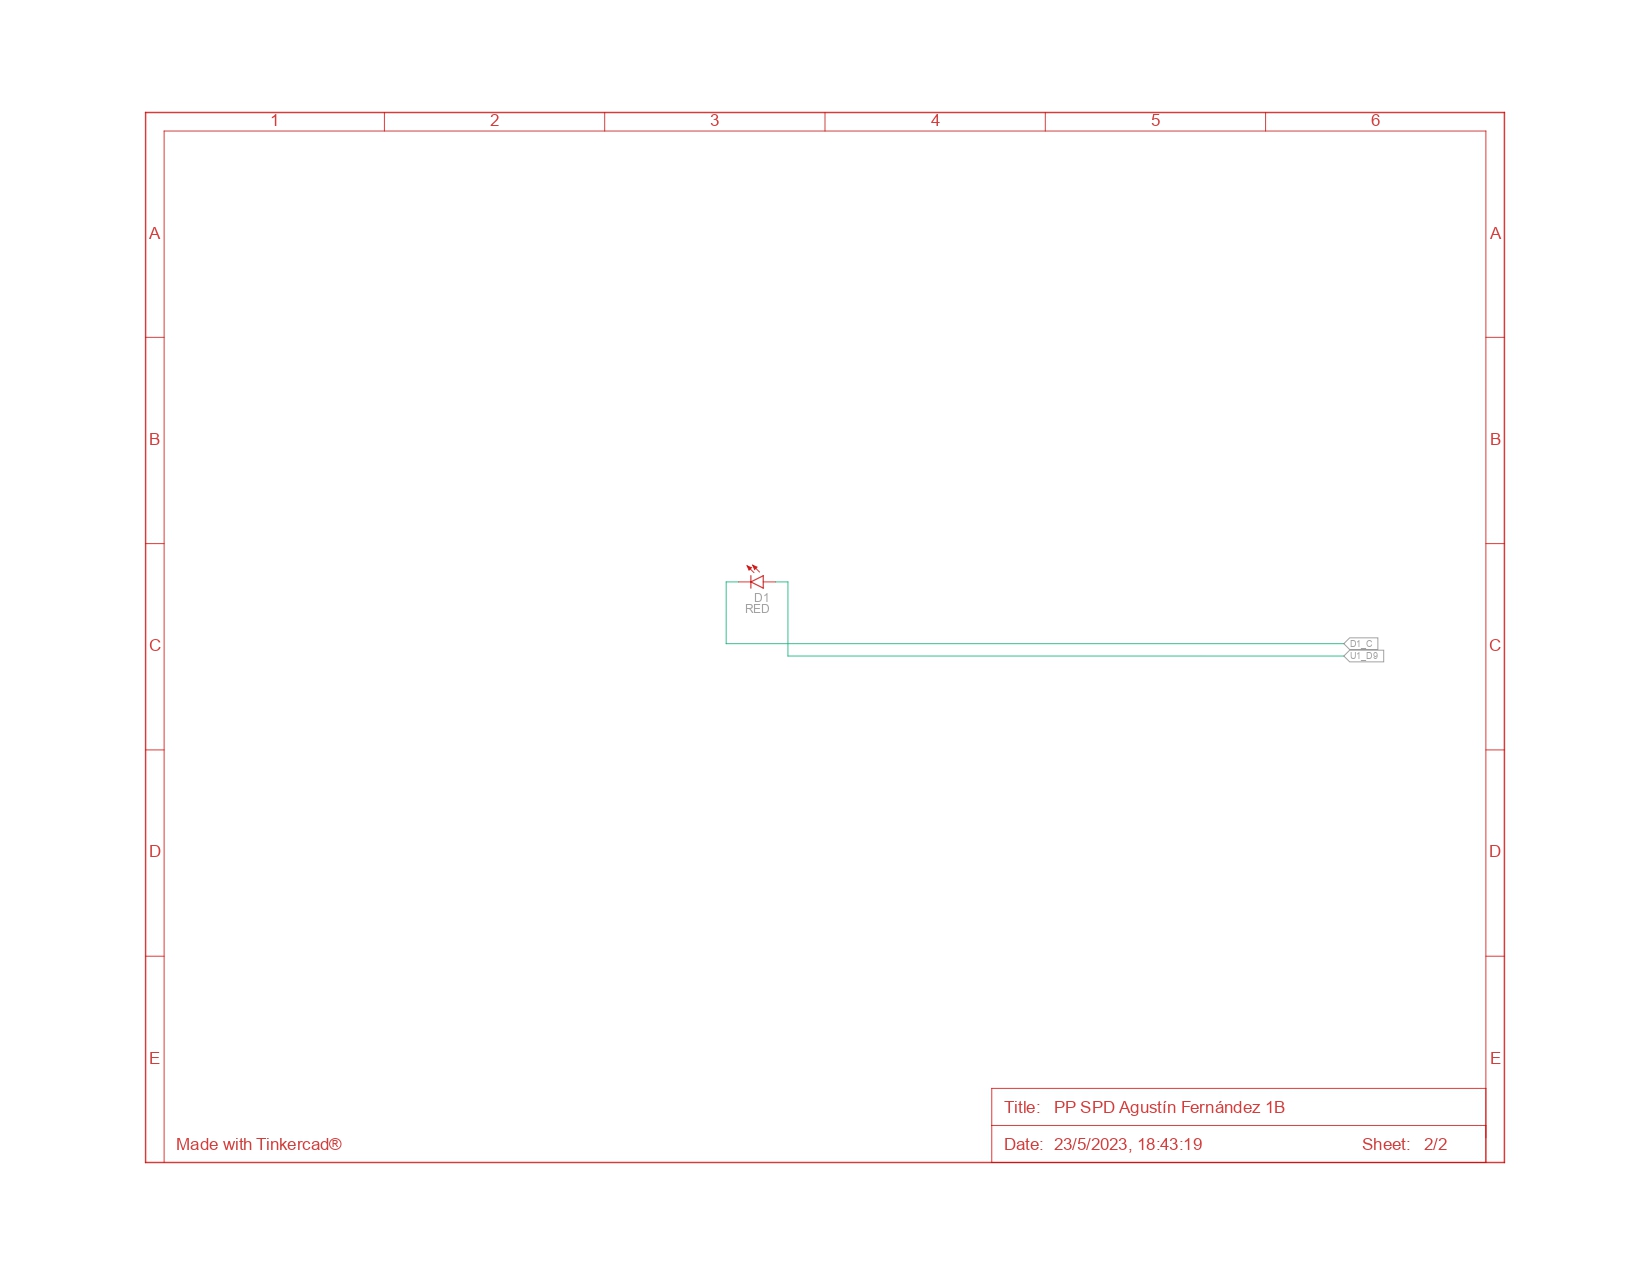 1 2 3 4 5 6
A A
B B
D1
RED
C D1_C C
U1_D9
D D
E E
Title: PP SPD Agustín Fernández 1B
Made with Tinkercad® Date: 23/5/2023, 18:43:19 Sheet: 2/2